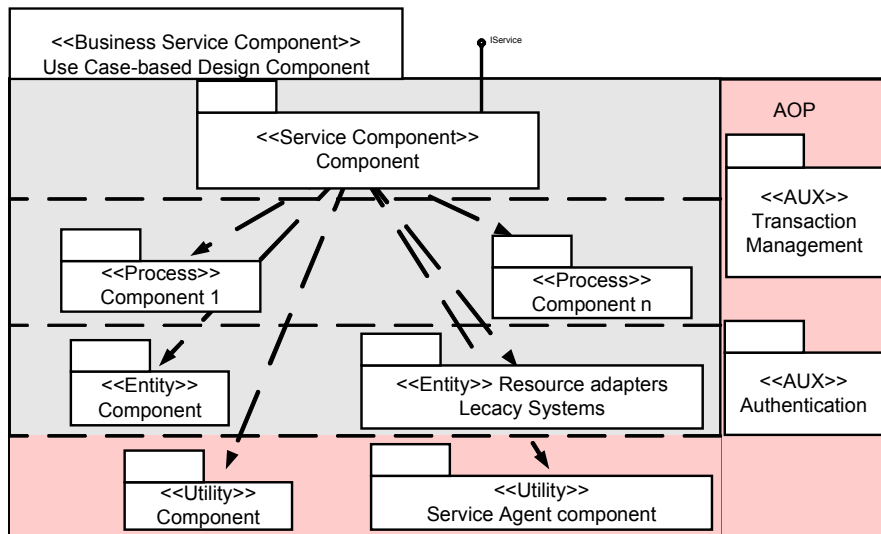 <<Business Service Component>>
Use Case-based Design Component
IService
AOP
<<Service Component>>
Component
<<AUX>>
Transaction
Management
<<Process>>
Component 1
<<Process>>
Component n
<<Entity>>
Component
<<Entity>> Resource adapters
Lecacy Systems
<<AUX>>
Authentication
<<Utility>>
Component
<<Utility>>
Service Agent component